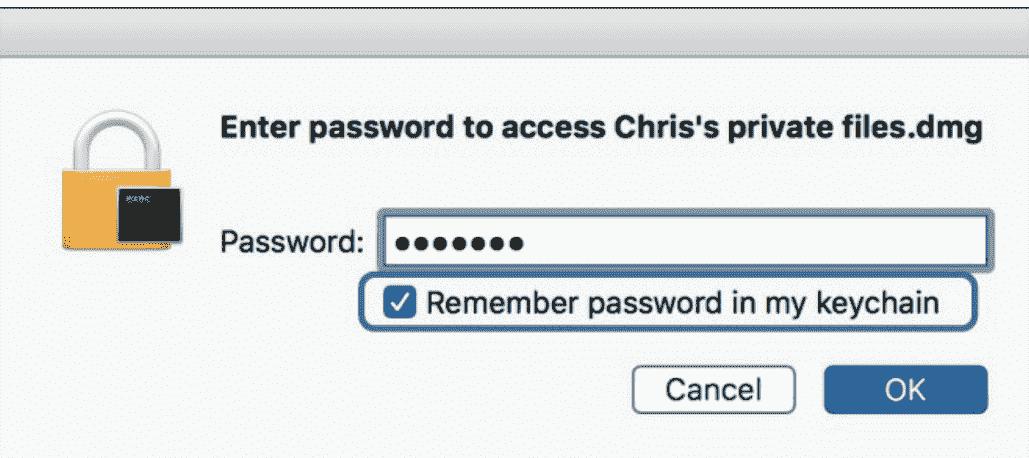 Enter password to access Chris's private files.dmg
Password: •••••••
Remember password in my keychain
Cancel OK